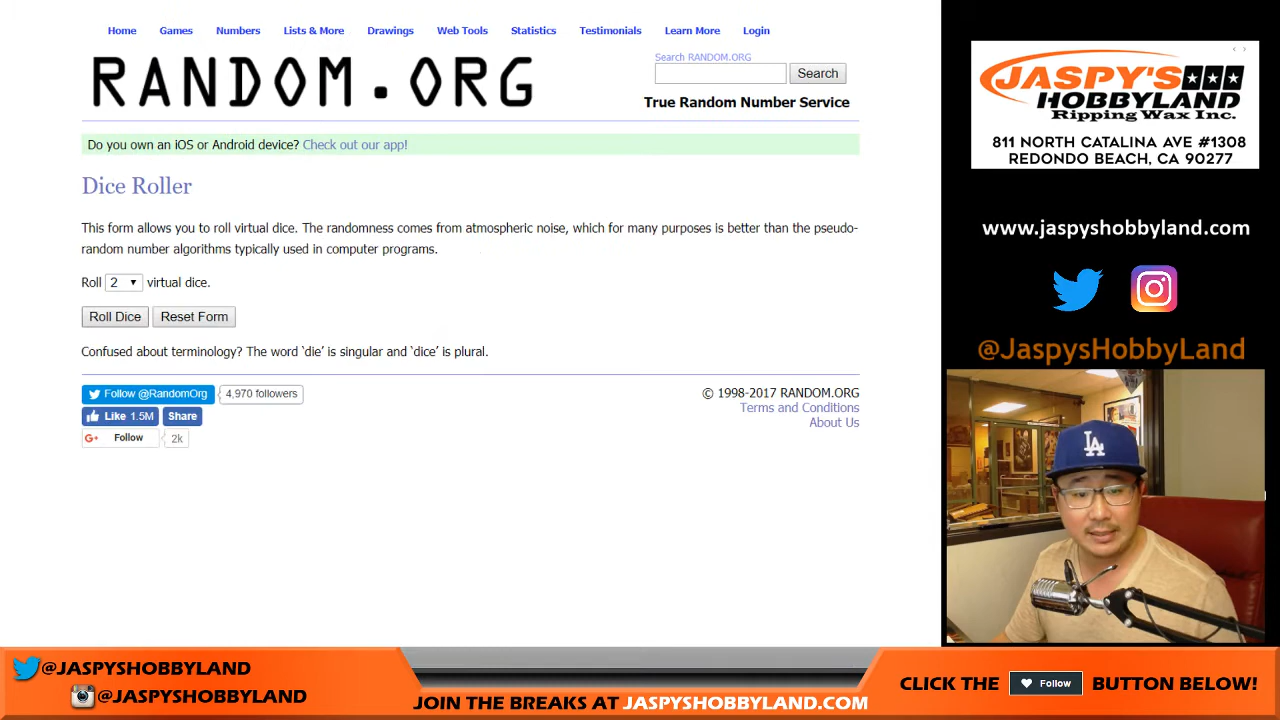 Home Games Numbers Lists & More Drawings Web Tools Statistics Testimonials Learn More Login
RANDOM.ORG
Search RANDOM.ORG
Search
True Random Number Service
Do you own an iOS or Android device? Check out our app!
Dice Roller
This form allows you to roll virtual dice. The randomness comes from atmospheric noise, which for many purposes is better than the pseudo-
random number algorithms typically used in computer programs.
Roll 2 virtual dice.
Roll Dice Reset Form
Confused about terminology? The word ‘die’ is singular and ‘dice’ is plural.
Follow @RandomOrg 4,970 followers
Like 1.5M Share
G+ Follow 2k
© 1998-2017 RANDOM.ORG
Terms and Conditions
About Us
JASPY'S
HOBBYLAND
Ripping Wax Inc.
811 NORTH CATALINA AVE #1308
REDONDO BEACH, CA 90277
www.jaspyshobbyland.com
@JaspysHobbyLand
LA
@JASPYSHOBBYLAND
@JASPYSHOBBYLAND
JOIN THE BREAKS AT JASPYSHOBBYLAND.COM
CLICK THE Follow BUTTON BELOW!